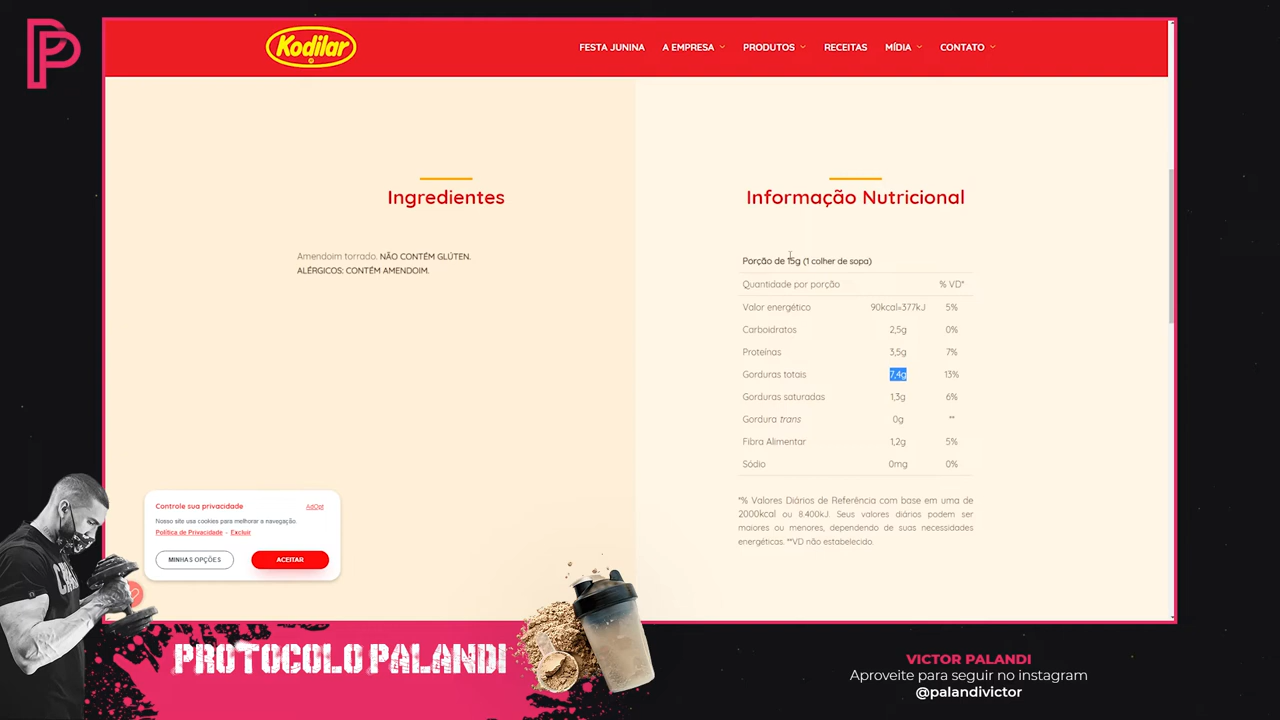 Kodilar
FESTA JUNINA A EMPRESA PRODUTOS RECEITAS MÍDIA CONTATO
Ingredientes
Amendoim torrado. NÃO CONTÉM GLÚTEN.
ALÉRGICOS: CONTÉM AMENDOIM.
Informação Nutricional
Porção de 15g (1 colher de sopa)
Quantidade por porção % VD*
Valor energético 90kcal=377kJ 5%
Carboidratos 2,5g 0%
Proteínas 3,5g 7%
Gorduras totais 7,4g 13%
Gorduras saturadas 1,3g 6%
Gordura trans 0g **
Fibra Alimentar 1,2g 5%
Sódio 0mg 0%
*% Valores Diários de Referência com base em uma de
2000kcal ou 8.400kJ. Seus valores diários podem ser
maiores ou menores, dependendo de suas necessidades
energéticas. **VD não estabelecido.
Controle sua privacidade AdOpt
Nosso site usa cookies para melhorar a navegação.
Política de Privacidade - Excluir
MINHAS OPÇÕES ACEITAR
PROTOCOLO PALANDI
VICTOR PALANDI
Aproveite para seguir no instagram
@palandivictor